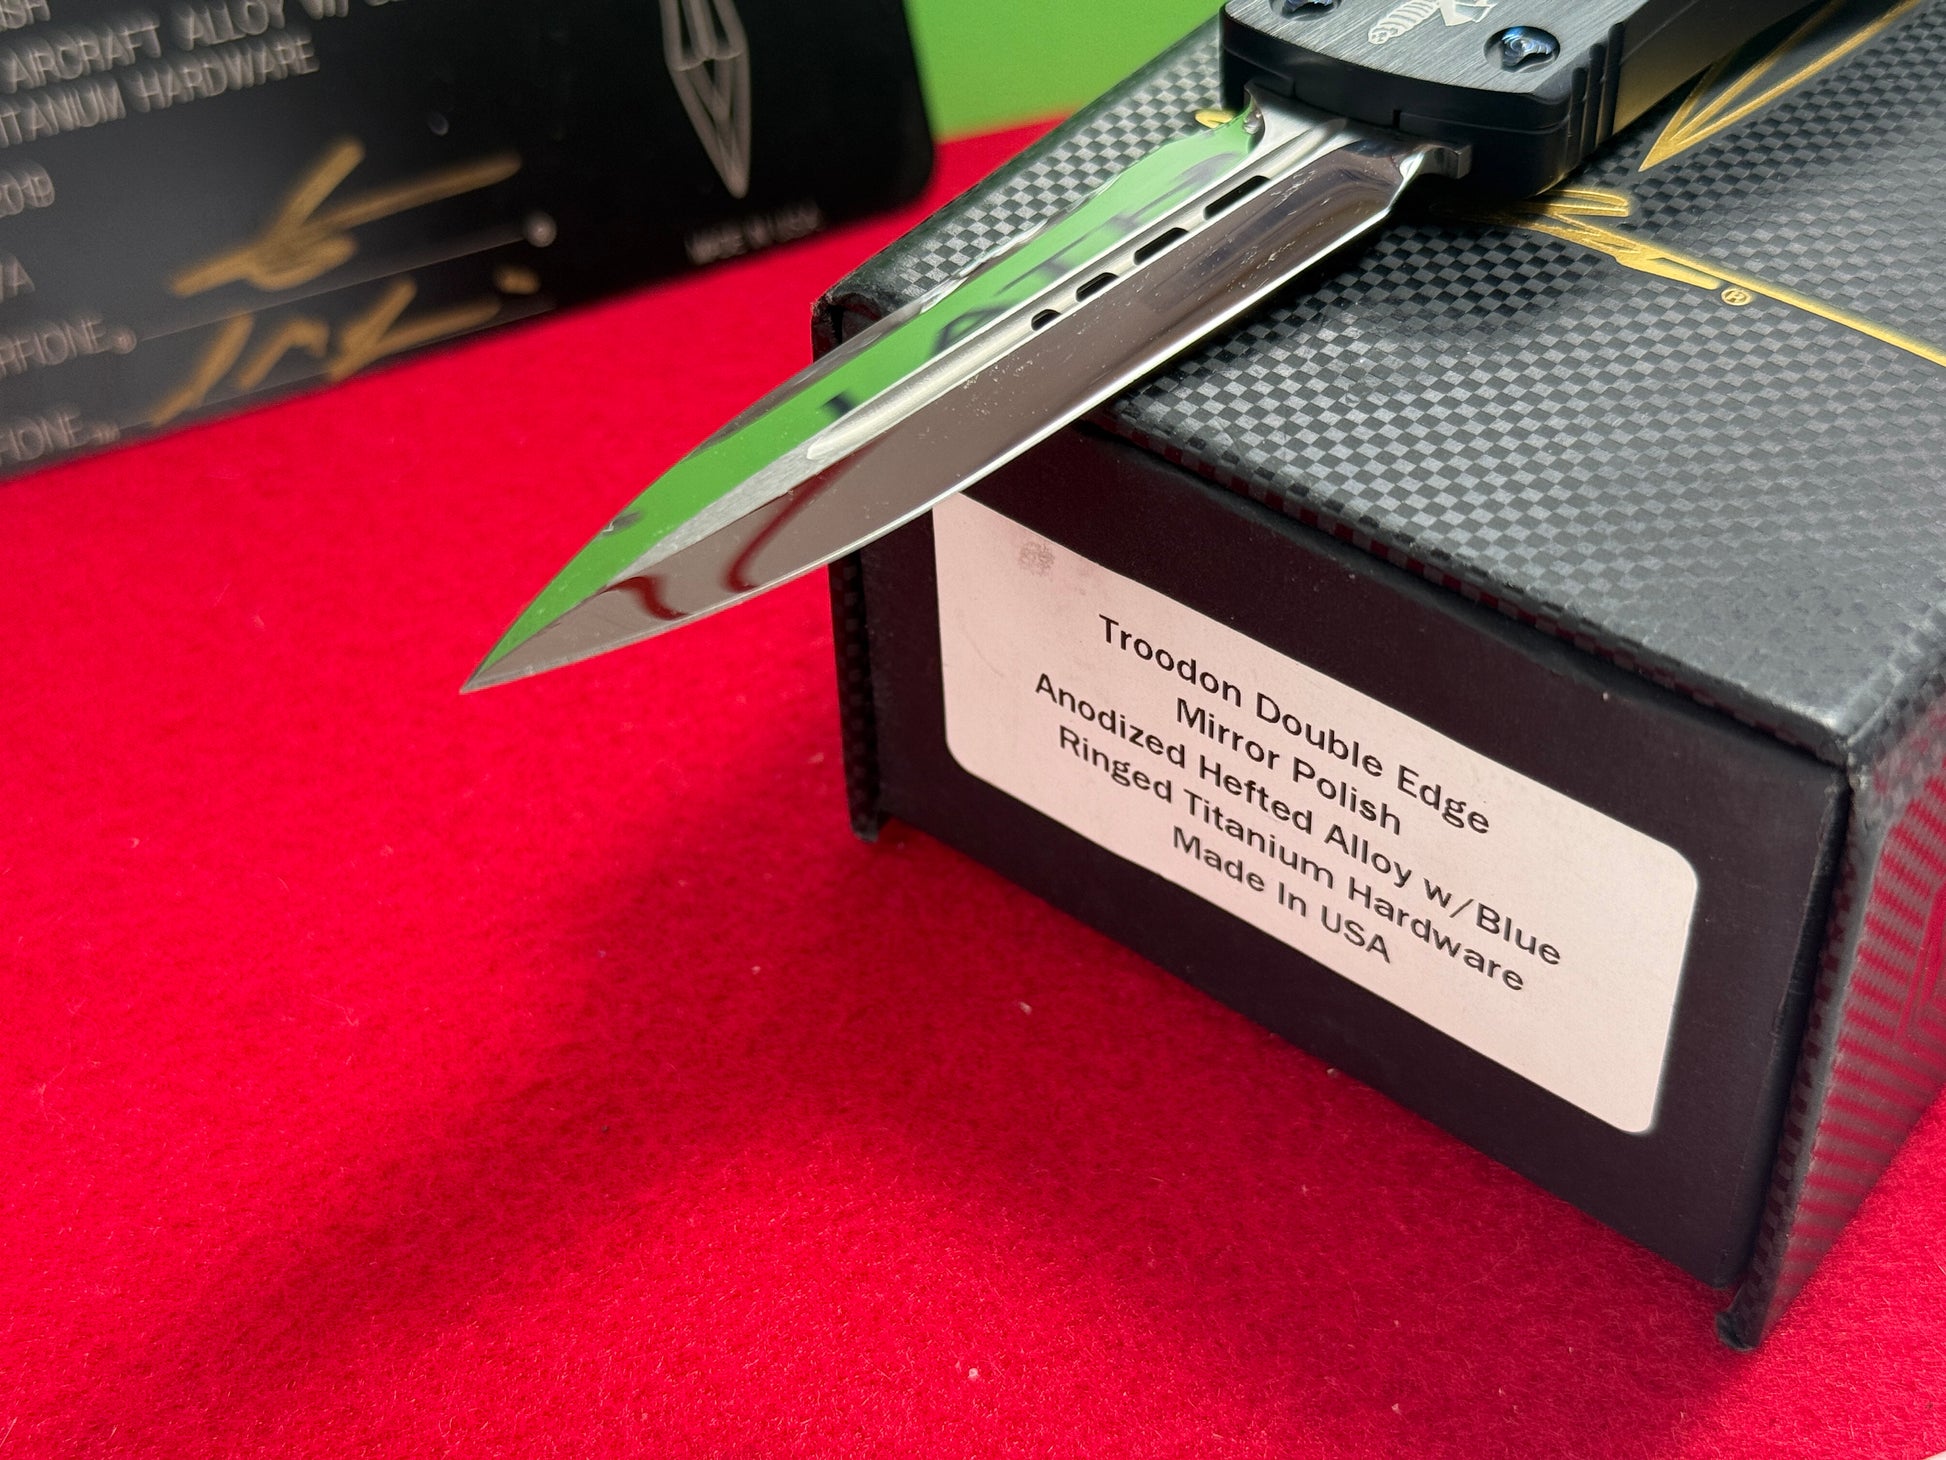 AIRCRAFT ALLOY W/
TITANIUM HARDWARE
2019
MADE IN USA
®
Troodon Double Edge
Mirror Polish
Anodized Hefted Alloy w/Blue
Ringed Titanium Hardware
Made In USA